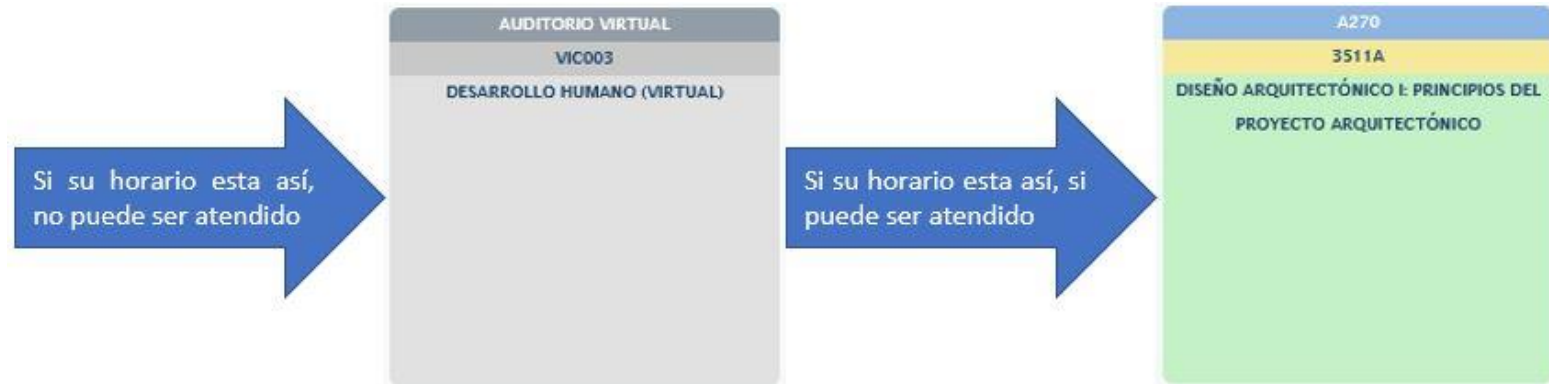 Si su horario esta así,
no puede ser atendido
AUDITORIO VIRTUAL
VIC003
DESARROLLO HUMANO (VIRTUAL)
Si su horario esta así, si
puede ser atendido
A270
3511A
DISEÑO ARQUITECTÓNICO I: PRINCIPIOS DEL
PROYECTO ARQUITECTÓNICO